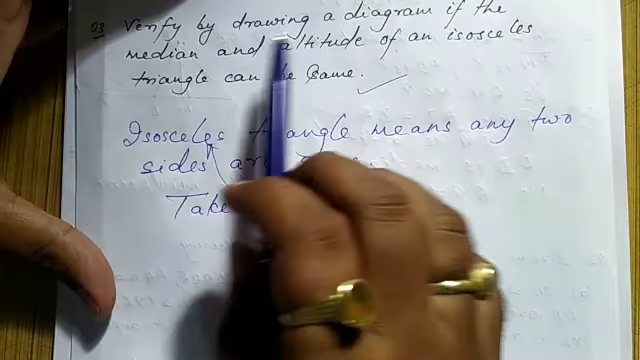 Q3 Verify by drawing a diagram if the
median and altitude of an isosceles
triangle can be Same.
Isosceles means any two
sides are
Take